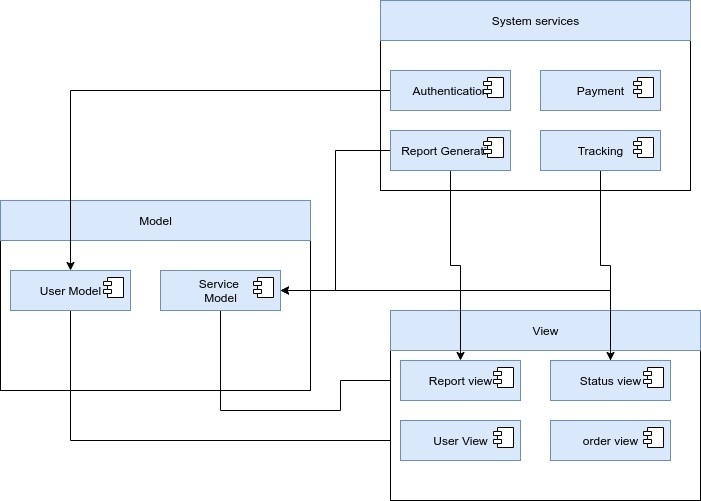 System services
Authentication
Payment
Report Generat
Tracking
Model
User Model
Service
Model
View
Report view
Status view
User View
order view